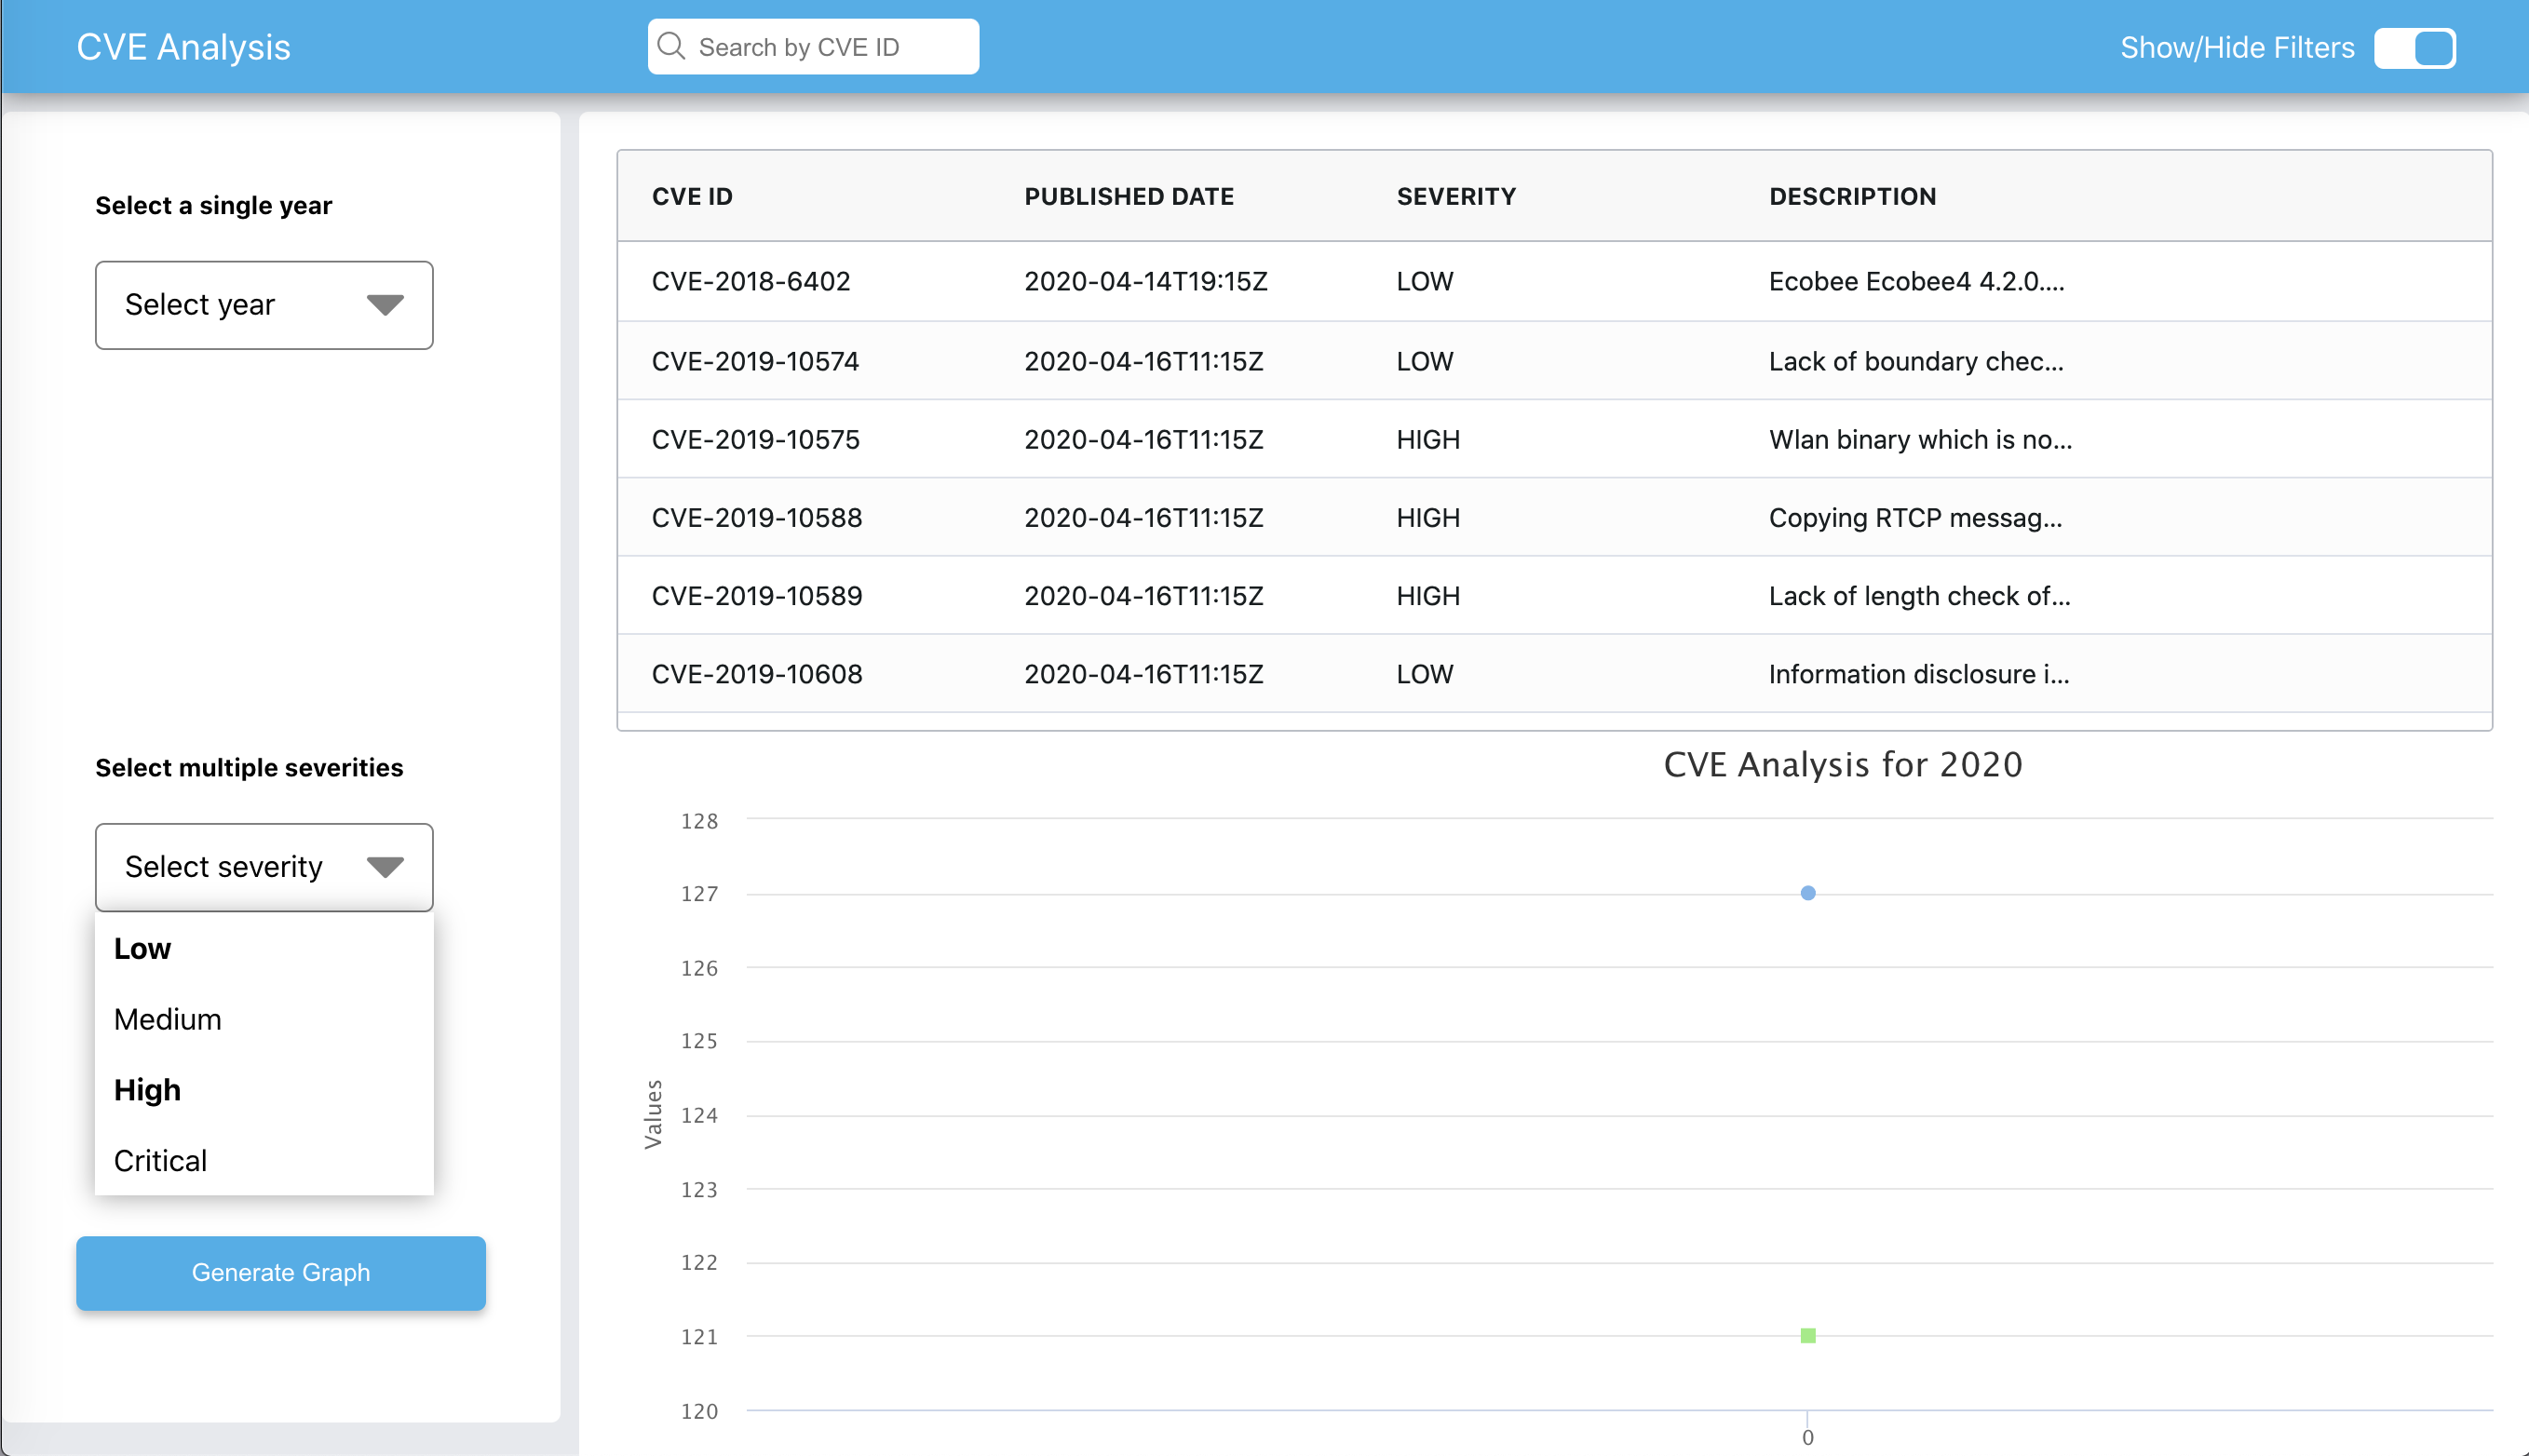 CVE Analysis
Search by CVE ID
Show/Hide Filters
Select a single year
Select year
Select multiple severities
Select severity
Low
Medium
High
Critical
Generate Graph
CVE ID PUBLISHED DATE SEVERITY DESCRIPTION
CVE-2018-6402 2020-04-14T19:15Z LOW Ecobee Ecobee4 4.2.0....
CVE-2019-10574 2020-04-16T11:15Z LOW Lack of boundary chec...
CVE-2019-10575 2020-04-16T11:15Z HIGH Wlan binary which is no...
CVE-2019-10588 2020-04-16T11:15Z HIGH Copying RTCP messag...
CVE-2019-10589 2020-04-16T11:15Z HIGH Lack of length check of...
CVE-2019-10608 2020-04-16T11:15Z LOW Information disclosure i...
CVE Analysis for 2020
Values
128
127
126
125
124
123
122
121
120
0